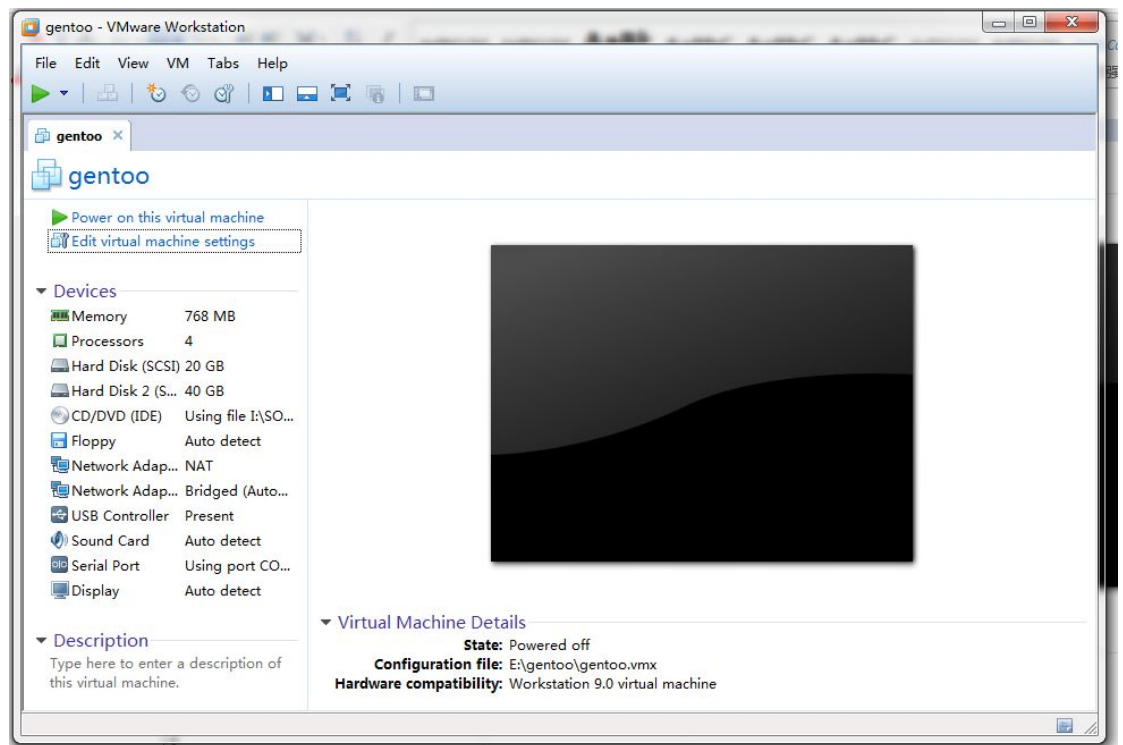 gentoo - VMware Workstation
File Edit View VM Tabs Help
gentoo
gentoo
Power on this virtual machine
Edit virtual machine settings
Devices
Memory 768 MB
Processors 4
Hard Disk (SCSI) 20 GB
Hard Disk 2 (S... 40 GB
CD/DVD (IDE) Using file I:\SO...
Floppy Auto detect
Network Adap... NAT
Network Adap... Bridged (Auto...
USB Controller Present
Sound Card Auto detect
Serial Port Using port CO...
Display Auto detect
Description
Type here to enter a description of
this virtual machine.
Virtual Machine Details
State: Powered off
Configuration file: E:\gentoo\gentoo.vmx
Hardware compatibility: Workstation 9.0 virtual machine